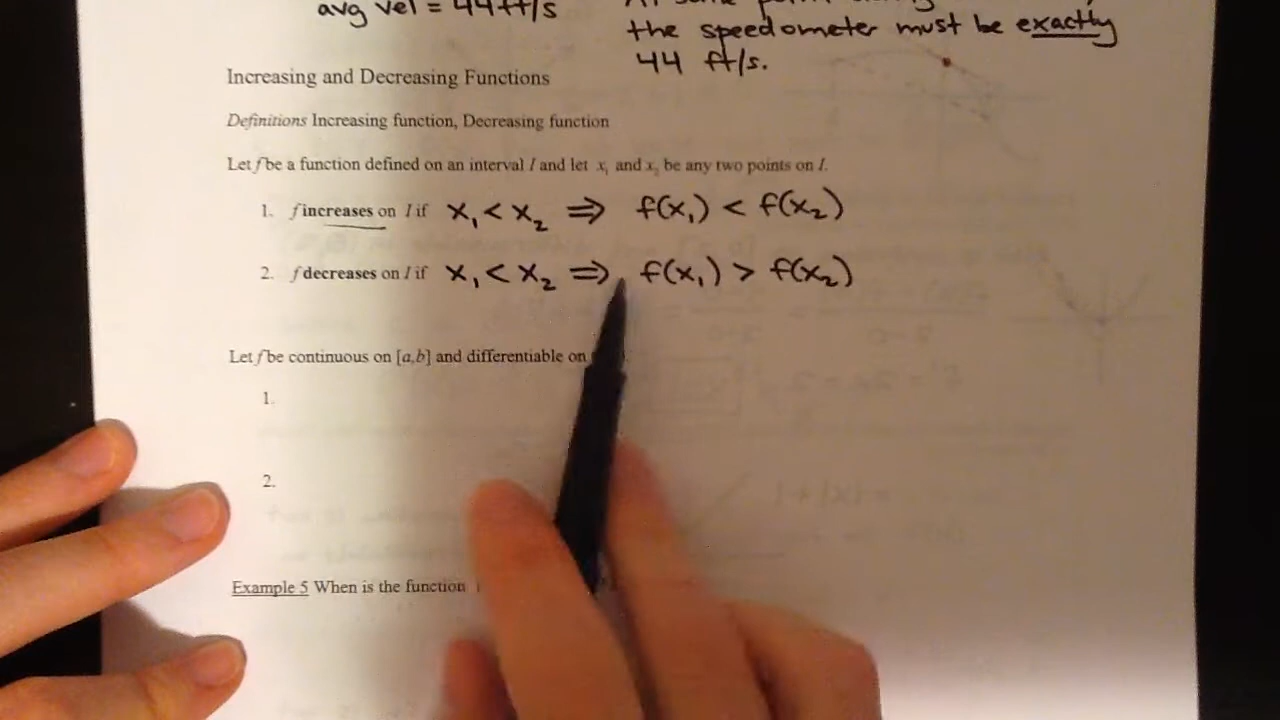 avg vel = 44 ft/s
the speedometer must be exactly
44 ft/s.
Increasing and Decreasing Functions
Definitions Increasing function, Decreasing function
Let f be a function defined on an interval I and let x₁ and x₂ be any two points on I.
1. f increases on I if x₁ < x₂ ⇒ f(x₁) < f(x₂)
2. f decreases on I if x₁ < x₂ ⇒ f(x₁) > f(x₂)
Let f be continuous on [a,b] and differentiable on
1.
2.
Example 5 When is the function